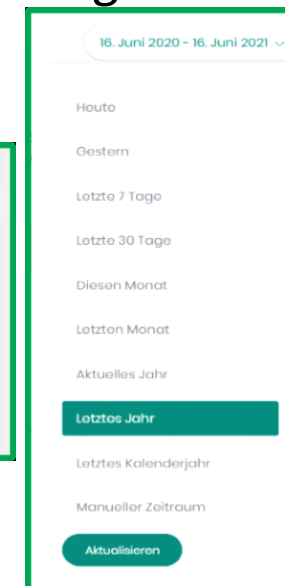 16. Juni 2020 - 16. Juni 2021
Heute
Gestern
Letzte 7 Tage
Letzte 30 Tage
Diesen Monat
Letzten Monat
Aktuelles Jahr
Letztes Jahr
Letztes Kalenderjahr
Manueller Zeitraum
Aktualisieren